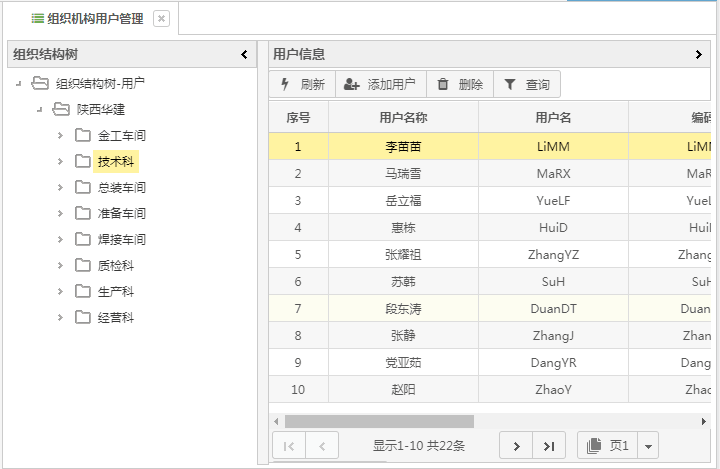 组织机构用户管理
组织结构树
组织结构树-用户
陕西华建
金工车间
技术科
总装车间
准备车间
焊接车间
质检科
生产科
经营科
用户信息
刷新 添加用户 删除 查询
序号 用户名称 用户名 编码
1 李苗苗 LiMM LiMM
2 马瑞雪 MaRX MaR
3 岳立福 YueLF YueL
4 惠栋 HuiD Hui
5 张耀祖 ZhangYZ Zhang
6 苏韩 SuH SuH
7 段东涛 DuanDT Duan
8 张静 ZhangJ Zhan
9 党亚茹 DangYR Dang
10 赵阳 ZhaoY Zhao
显示1-10 共22条 页1